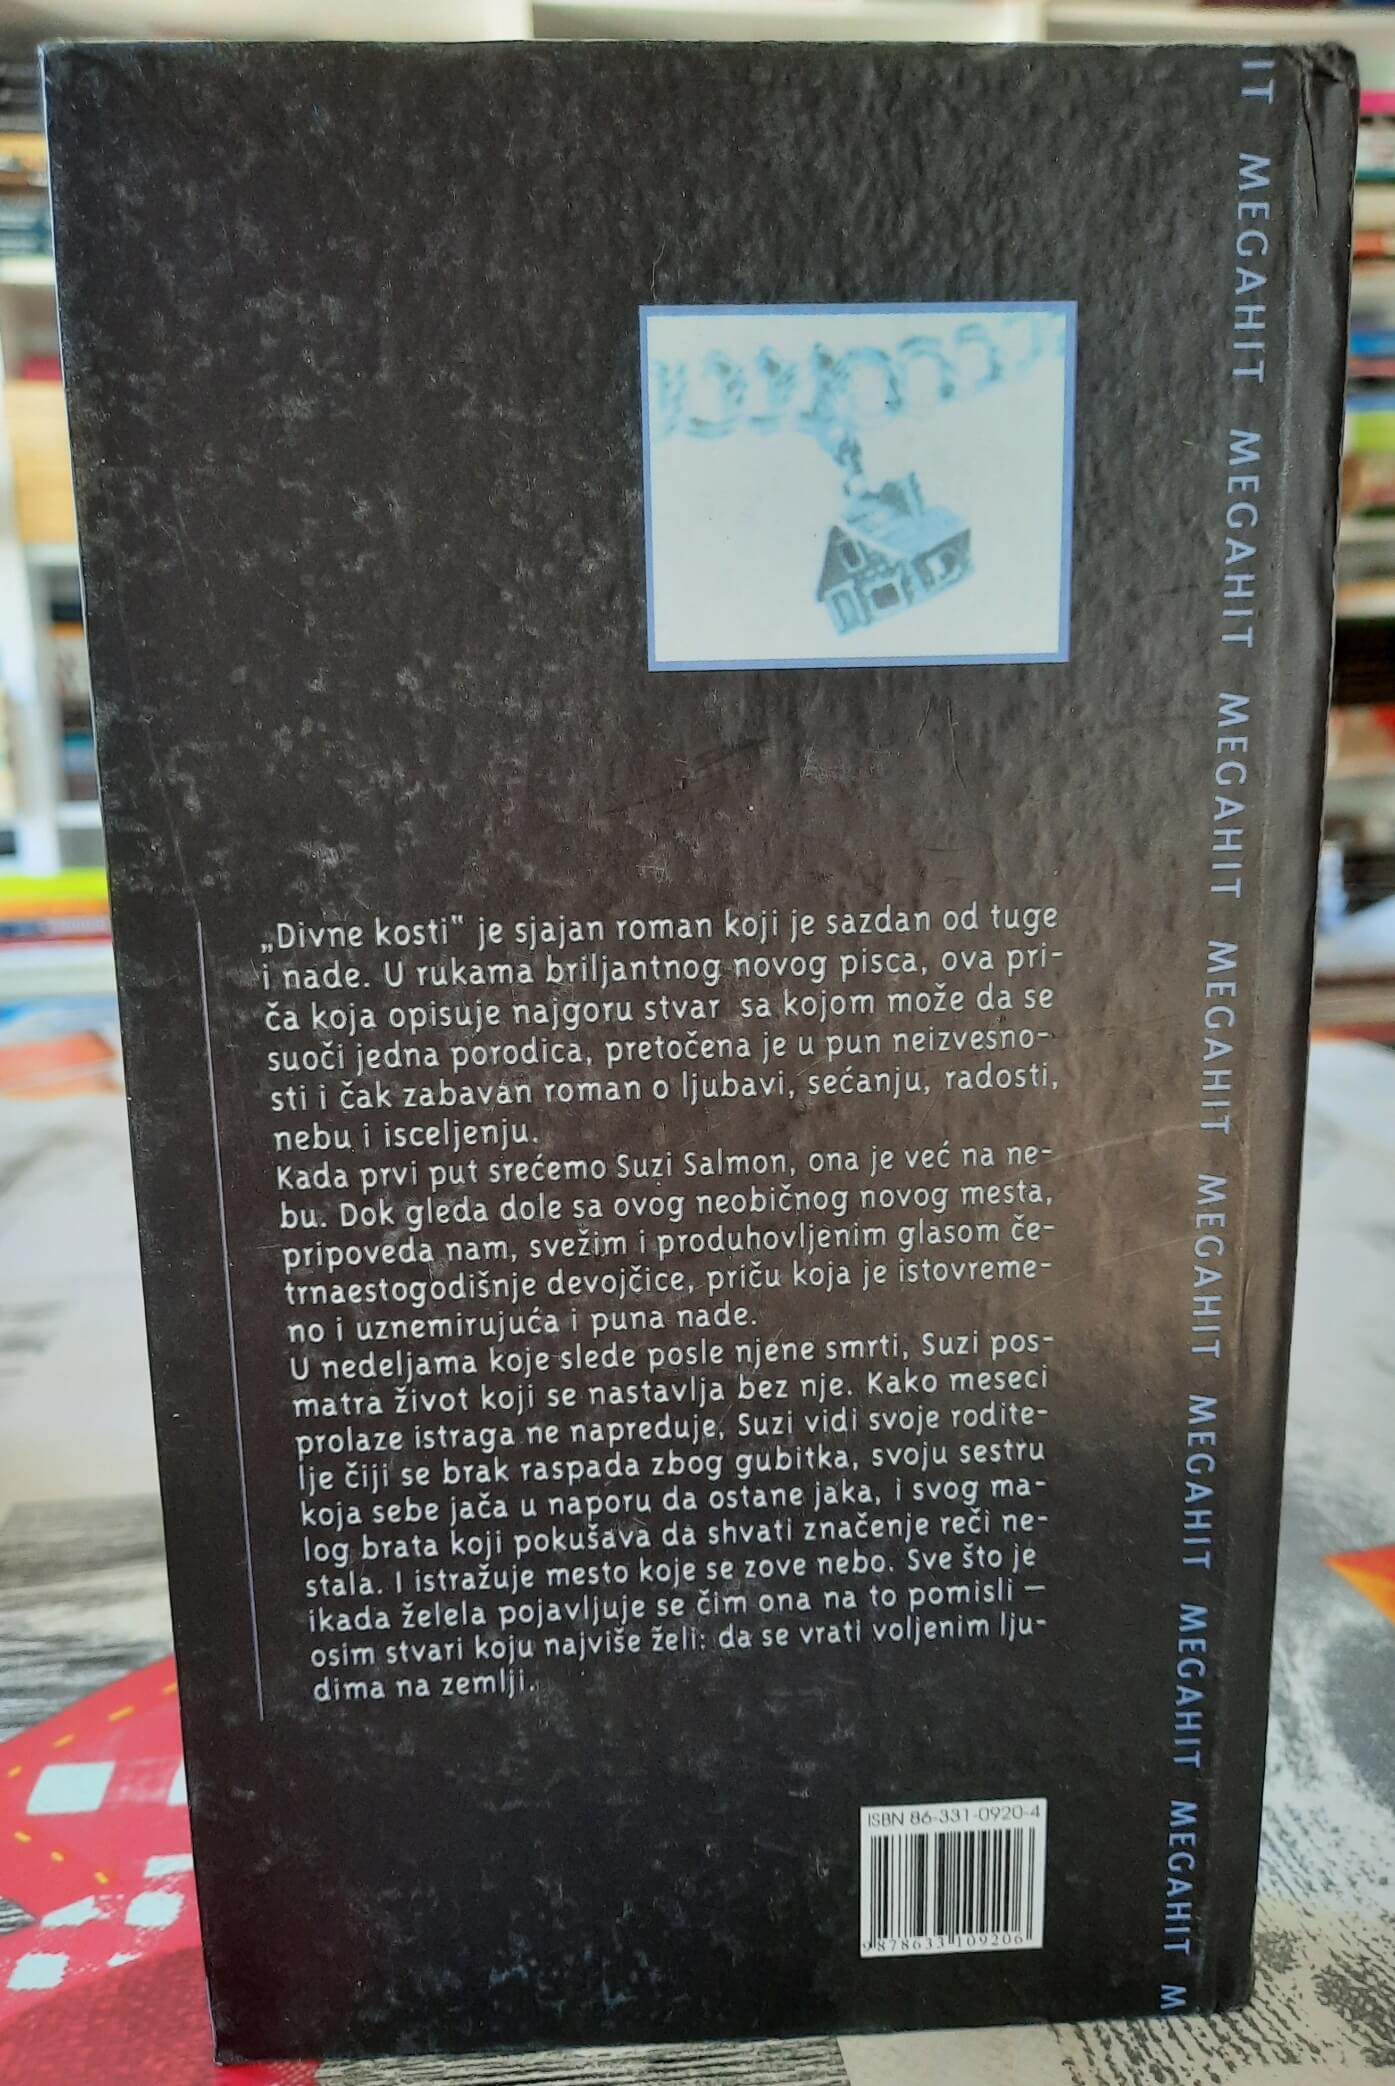 „Divne kosti" je sjajan roman koji je sazdan od tuge
i nade. U rukama briljantnog novog pisca, ova pri-
ča koja opisuje najgoru stvar sa kojom može da se
suoči jedna porodica, pretočena je u pun neizvesno-
sti i čak zabavan roman o ljubavi, sećanju, radosti,
nebu i isceljenju.
Kada prvi put srećemo Suzi Salmon, ona je već na ne-
bu. Dok gleda dole sa ovog neobičnog novog mesta,
pripoveda nam, svežim i produhovljenim glasom če-
trnaestogodišnje devojčice, priču koja je istovreme-
no i uznemirujuća i puna nade.
U nedeljama koje slede posle njene smrti, Suzi pos-
matra život koji se nastavlja bez nje. Kako meseci
prolaze istraga ne napreduje, Suzi vidi svoje rodite-
lje čiji se brak raspada zbog gubitka, svoju sestru
koja sebe jača u naporu da ostane jaka, i svog ma-
log brata koji pokušava da shvati značenje reči ne-
stala. I istražuje mesto koje se zove nebo. Sve što je
ikada želela pojavljuje se čim ona na to pomisli —
osim stvari koju najviše želi: da se vrati voljenim lju-
dima na zemlji.
ISBN 86-331-0920-4
9 788633 109206
IT MEGAHIT MEGAHIT MEGAHIT MEGAHIT MEGAHIT MEGAHIT MEGAHIT MEGAHIT M